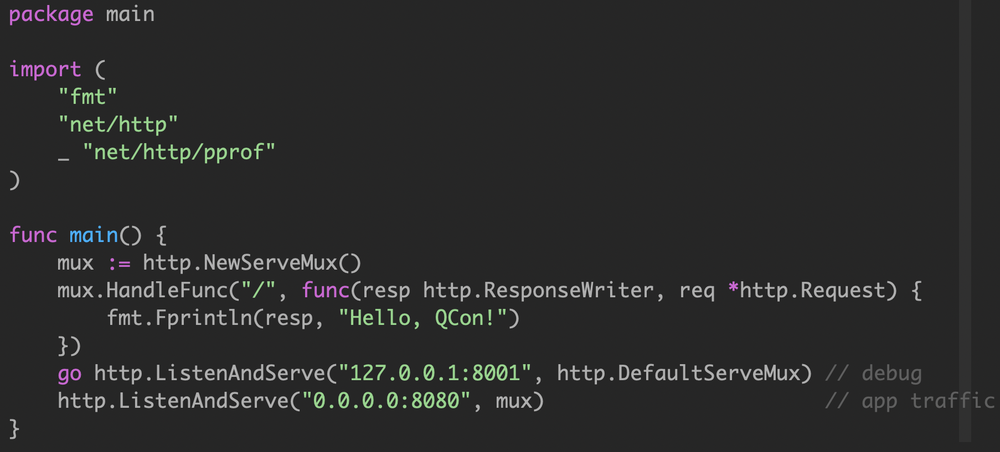 package main
import (
    "fmt"
    "net/http"
    _ "net/http/pprof"
)
func main() {
    mux := http.NewServeMux()
    mux.HandleFunc("/", func(resp http.ResponseWriter, req *http.Request) {
        fmt.Fprintln(resp, "Hello, QCon!")
    })
    go http.ListenAndServe("127.0.0.1:8001", http.DefaultServeMux) // debug
    http.ListenAndServe("0.0.0.0:8080", mux)                       // app traffic
}